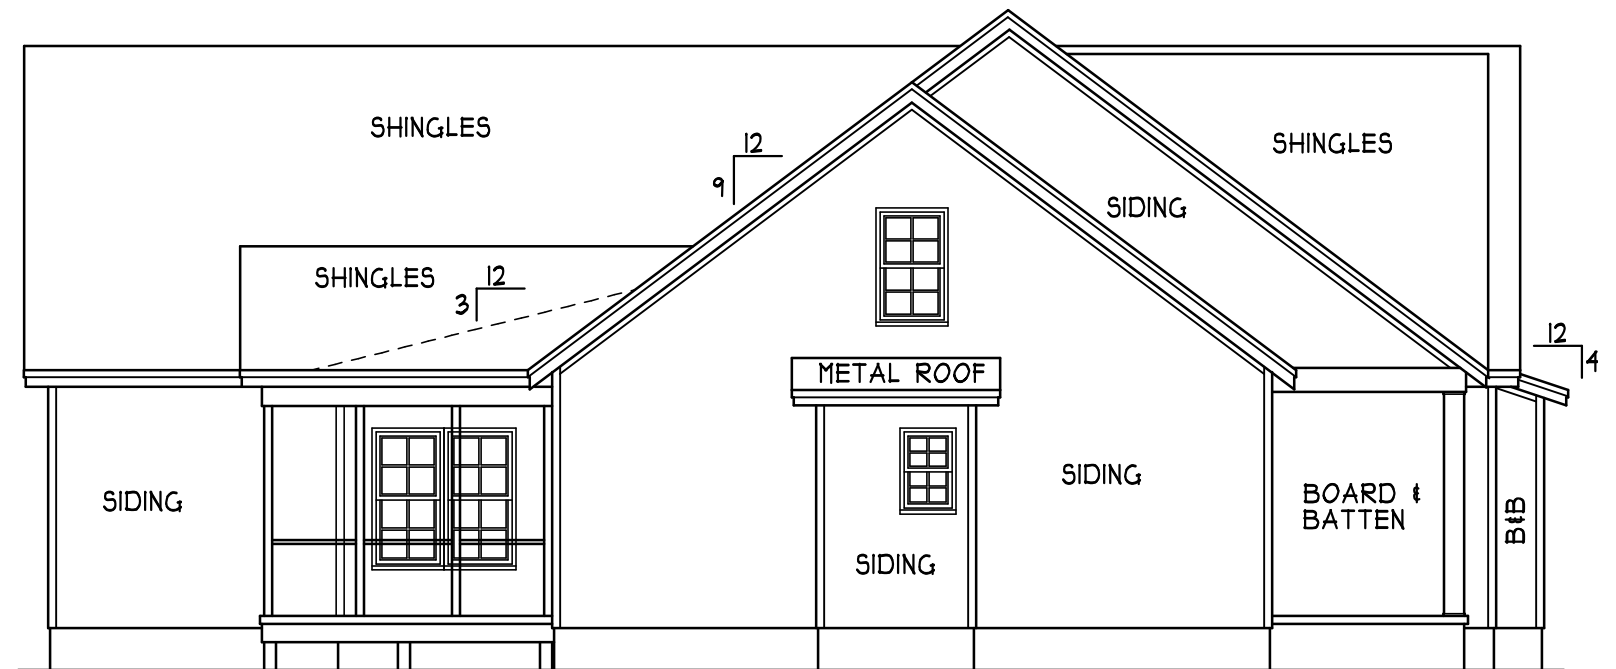 SHINGLES
12
9
SHINGLES
SIDING
SHINGLES
12
3
12
4
METAL ROOF
SIDING
SIDING
SIDING
BOARD &
BATTEN
B&B